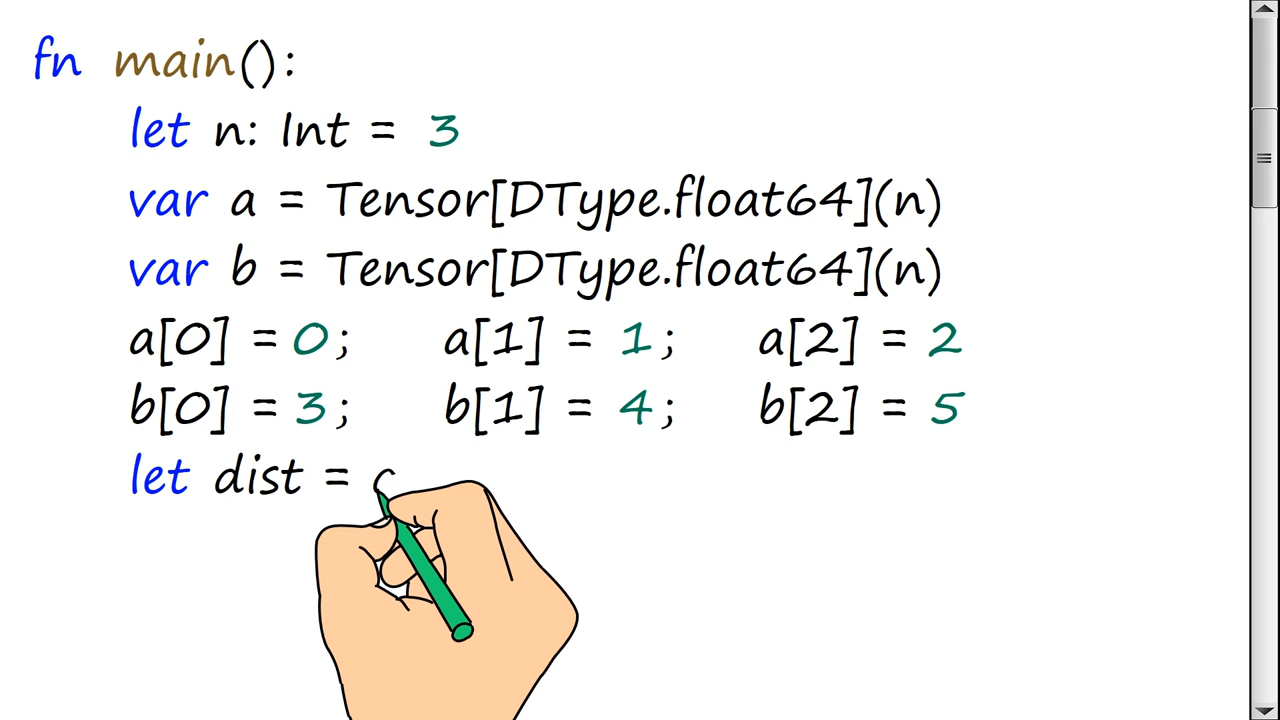 fn main():
let n: Int = 3
var a = Tensor[DType.float64](n)
var b = Tensor[DType.float64](n)
a[0] = 0; a[1] = 1; a[2] = 2
b[0] = 3; b[1] = 4; b[2] = 5
let dist =